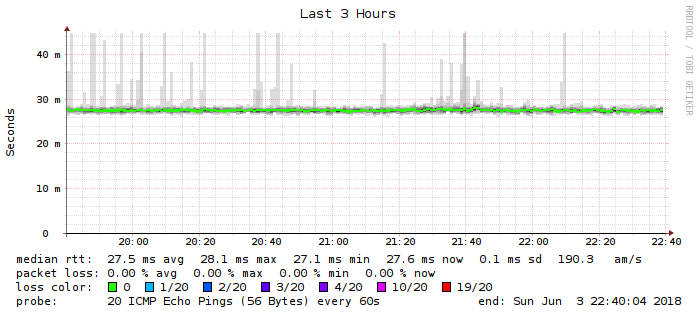 Last 3 Hours
RRDTOOL / TOBI OETIKER
Seconds
40 m
30 m
20 m
10 m
0
20:00 20:20 20:40 21:00 21:20 21:40 22:00 22:20 22:40
median rtt: 27.5 ms avg 28.1 ms max 27.1 ms min 27.6 ms now 0.1 ms sd 190.3 am/s
packet loss: 0.00 % avg 0.00 % max 0.00 % min 0.00 % now
loss color: 0 1/20 2/20 3/20 4/20 10/20 19/20
probe: 20 ICMP Echo Pings (56 Bytes) every 60s end: Sun Jun 3 22:40:04 2018